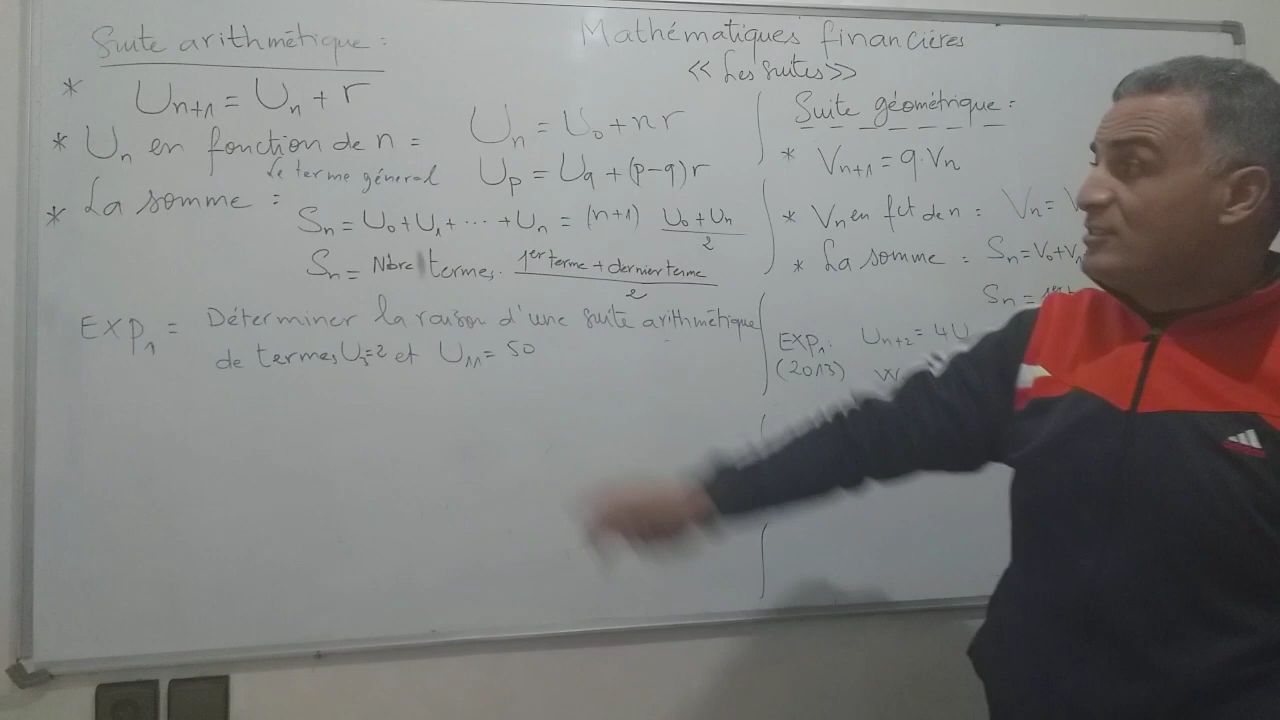 Mathématiques financières
<< Les suites >>
Suite arithmétique :
* Un+1 = Un + r
* Un en fonction de n = Un = U0 + nr
Le terme général Up = Uq + (p-q)r
* La somme :
Sn = U0 + U1 + ... + Un = (n+1) (U0 + Un)/2
Sn = Nbre termes. (1er terme + dernier terme)/2
EXP1 = Déterminer la raison d'une suite arithmétique
de termes U3=2 et U11 = 50
Suite géométrique :
* Vn+1 = q.Vn
* Vn en fct de n = Vn =
* La somme = Sn = V0 +
Sn =
EXP1: Un+2 = 4U
(2013)